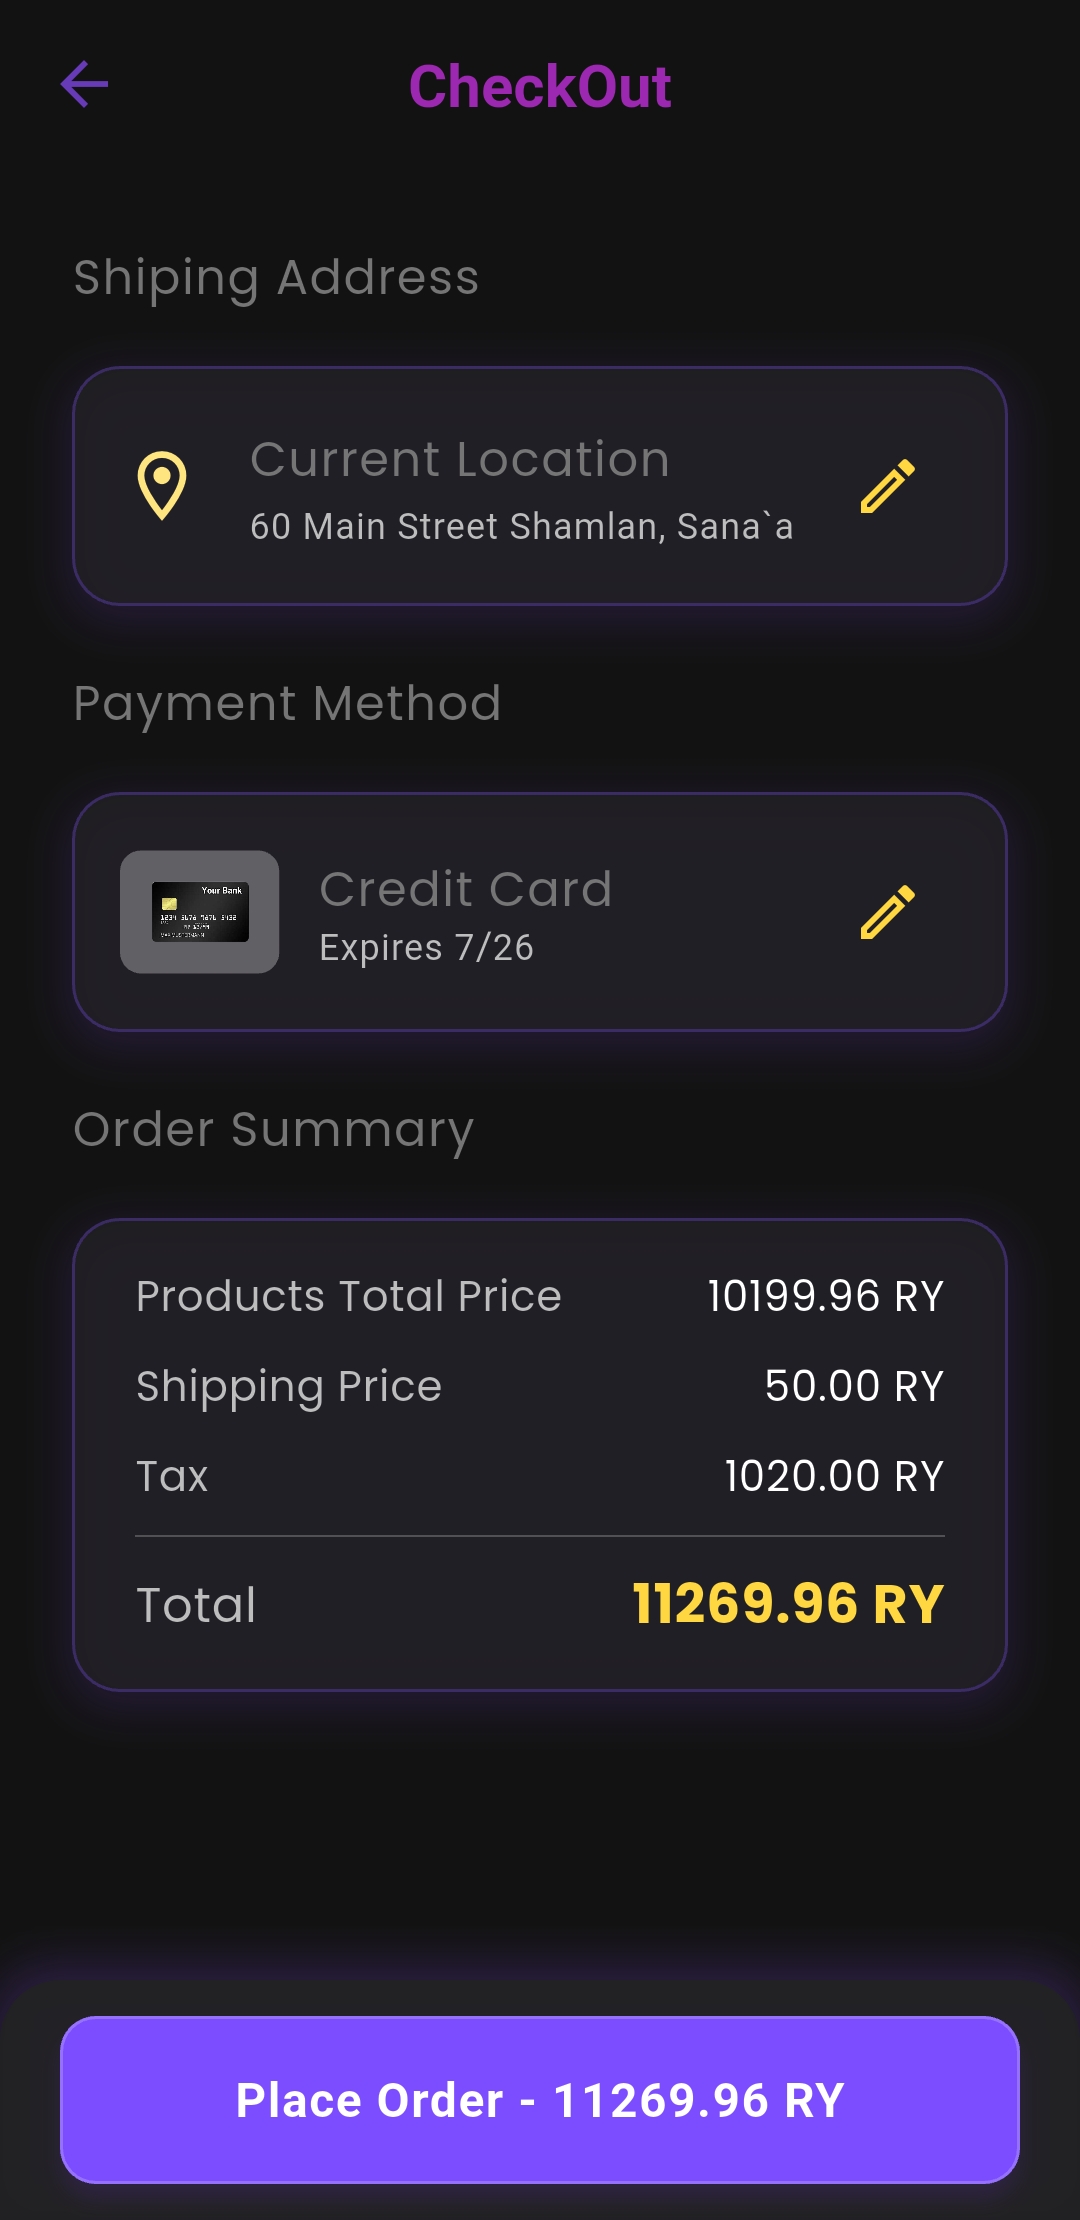 CheckOut
Shiping Address
Current Location
60 Main Street Shamlan, Sana`a
Payment Method
Your Bank
Credit Card
Expires 7/26
Order Summary
Products Total Price 10199.96 RY
Shipping Price 50.00 RY
Tax 1020.00 RY
Total 11269.96 RY
Place Order - 11269.96 RY